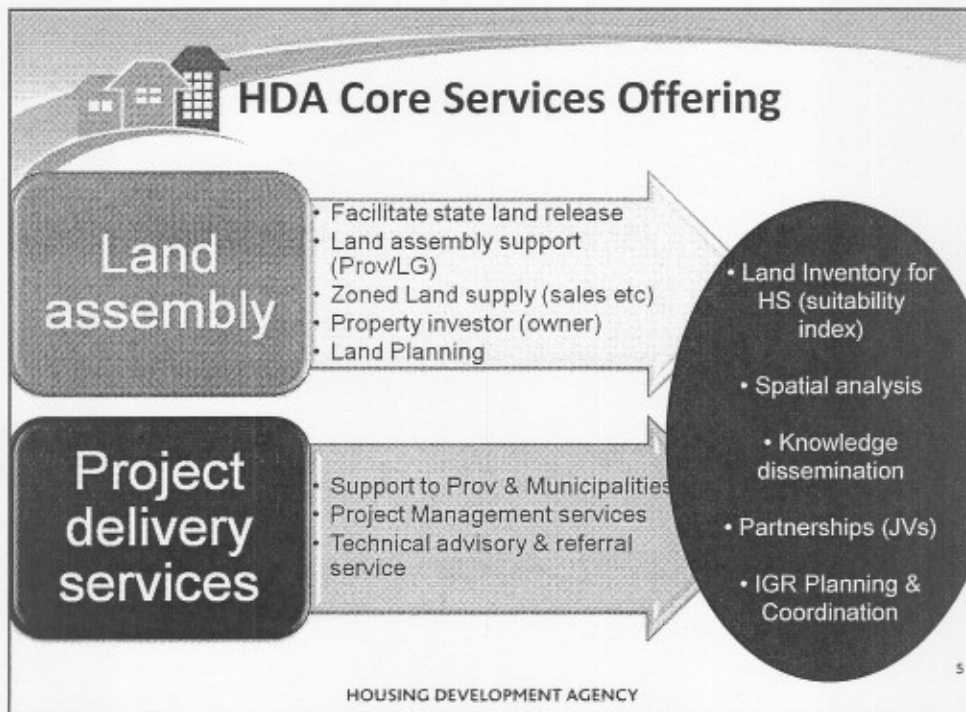 HDA Core Services Offering
Land
assembly
• Facilitate state land release
• Land assembly support
(Prov/LG)
• Zoned Land supply (sales etc)
• Property investor (owner)
• Land Planning
Project
delivery
services
• Support to Prov & Municipalities
• Project Management services
• Technical advisory & referral
service
• Land Inventory for
HS (suitability
index)
• Spatial analysis
• Knowledge
dissemination
• Partnerships (JVs)
• IGR Planning &
Coordination
5
HOUSING DEVELOPMENT AGENCY